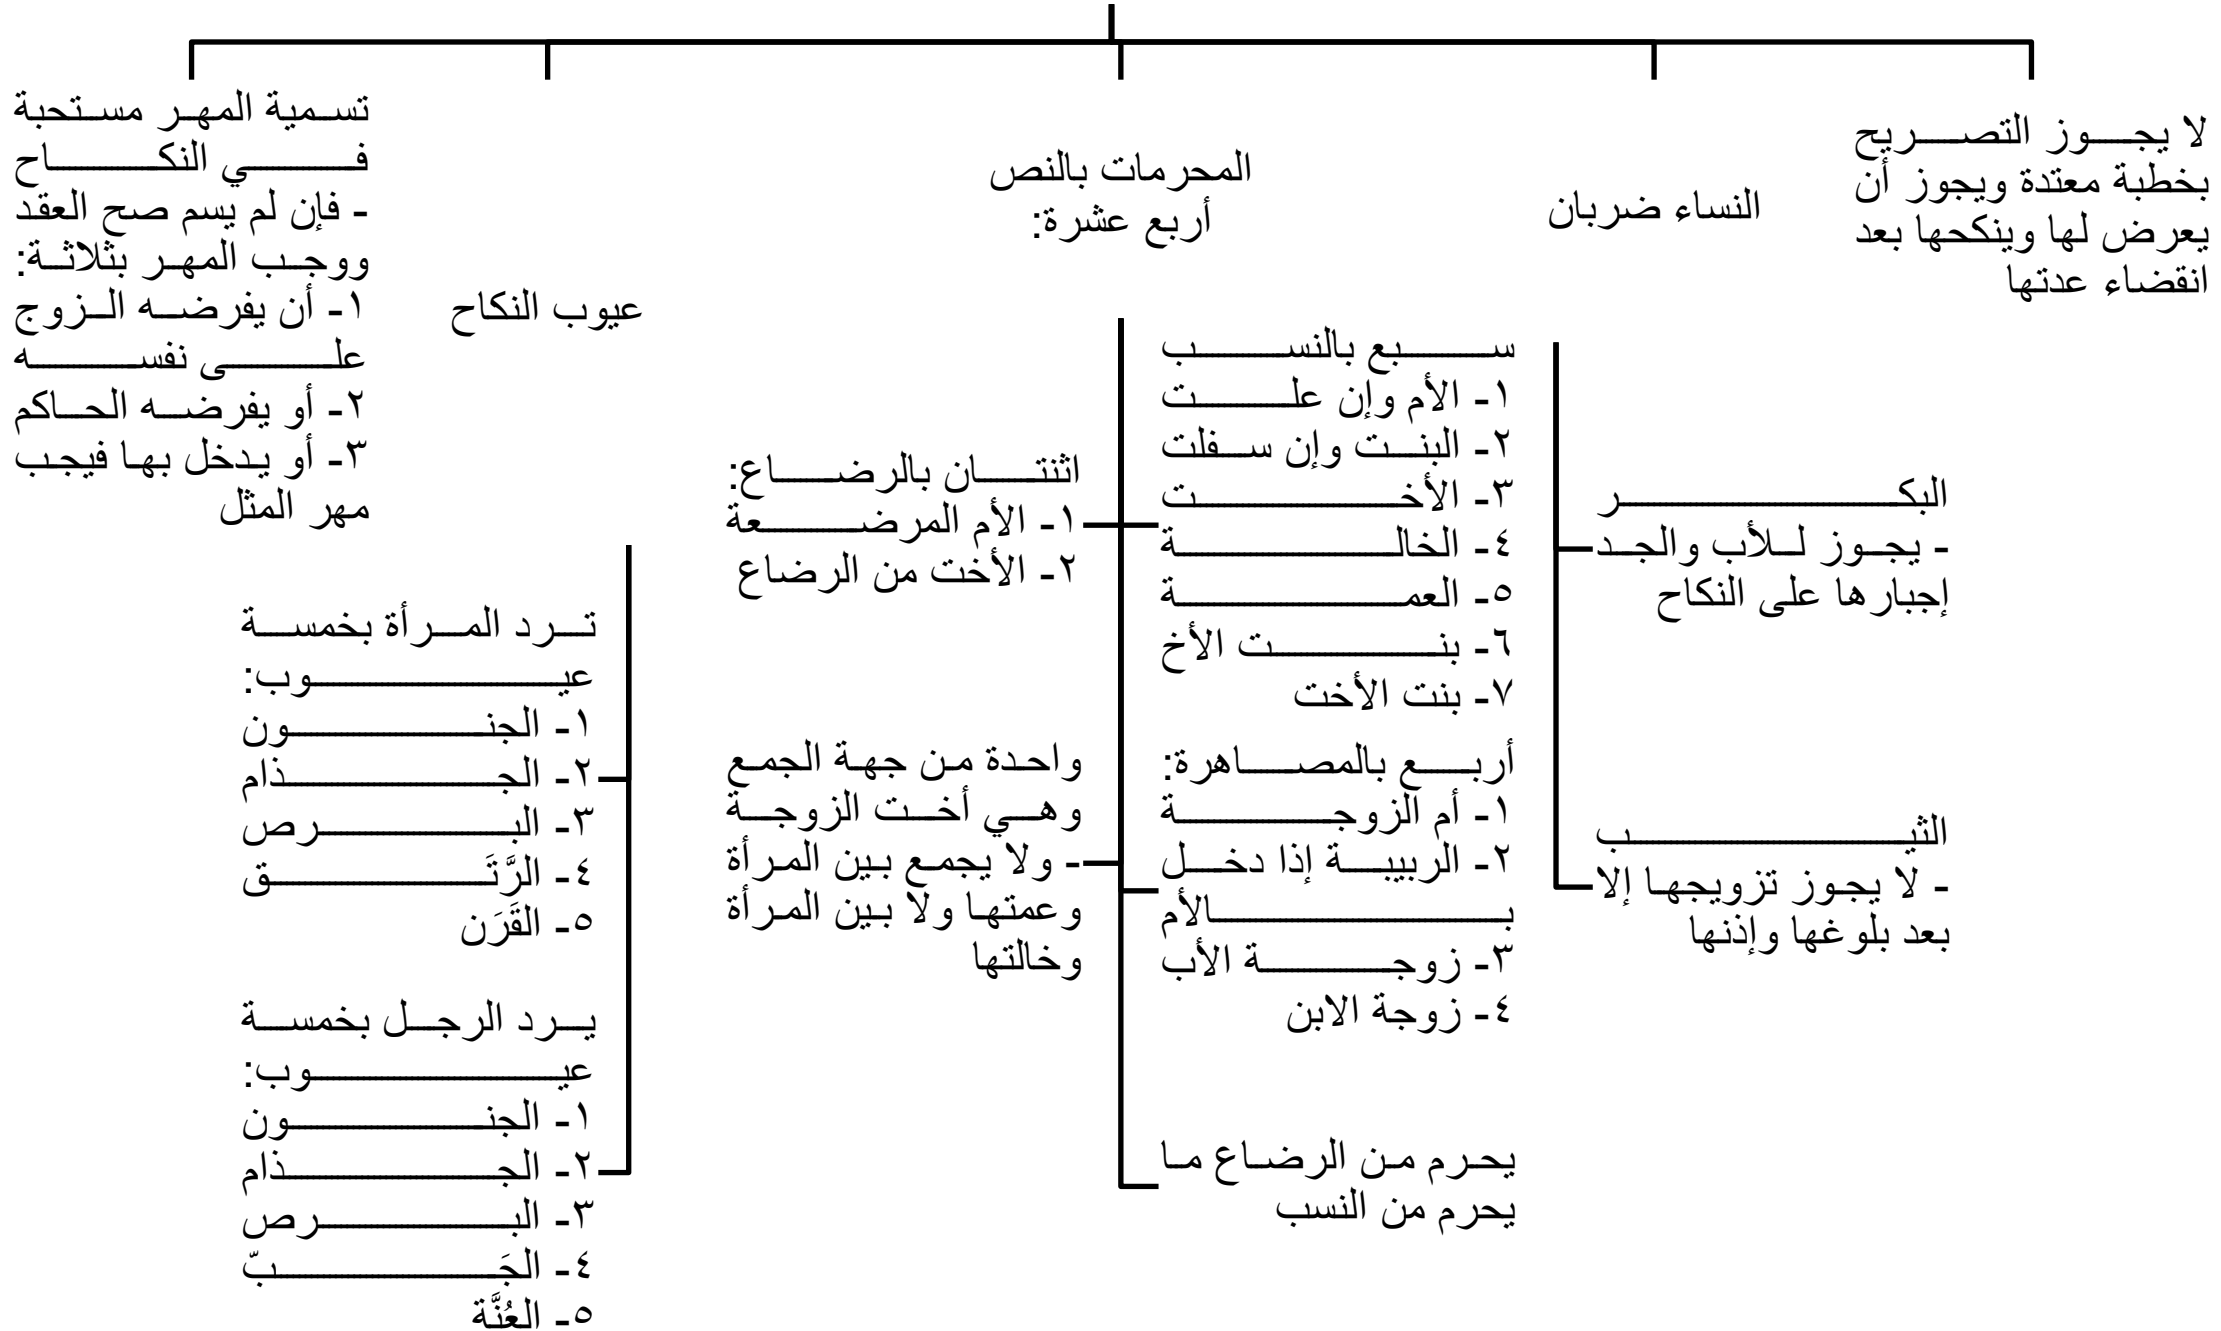 لا يجوز التصريح
بخطبة معتدة ويجوز أن
يعرض لها وينكحها بعد
انقضاء عدتها
النساء ضربان
البكر
- يجوز للأب والجد
إجبارها على النكاح
الثيب
- لا يجوز تزويجها إلا
بعد بلوغها وإذنها
المحرمات بالنص
أربع عشرة:
سبع بالنسب
١- الأم وإن علت
٢- البنت وإن سفلت
٣- الأخت
٤- الخالة
٥- العمة
٦- بنت الأخ
٧- بنت الأخت
اثنتان بالرضاع:
١- الأم المرضعة
٢- الأخت من الرضاع
أربع بالمصاهرة:
١- أم الزوجة
٢- الربيبة إذا دخل
بالأم
٣- زوجة الأب
٤- زوجة الابن
واحدة من جهة الجمع
وهي أخت الزوجة
- ولا يجمع بين المرأة
وعمتها ولا بين المرأة
وخالتها
يحرم من الرضاع ما
يحرم من النسب
عيوب النكاح
ترد المرأة بخمسة
عيوب:
١- الجنون
٢- الجذام
٣- البرص
٤- الرَّتَق
٥- القَرَن
يرد الرجل بخمسة
عيوب:
١- الجنون
٢- الجذام
٣- البرص
٤- الجَبّ
٥- العُنَّة
تسمية المهر مستحبة
في النكاح
- فإن لم يسم صح العقد
ووجب المهر بثلاثة:
١- أن يفرضه الزوج
على نفسه
٢- أو يفرضه الحاكم
٣- أو يدخل بها فيجب
مهر المثل